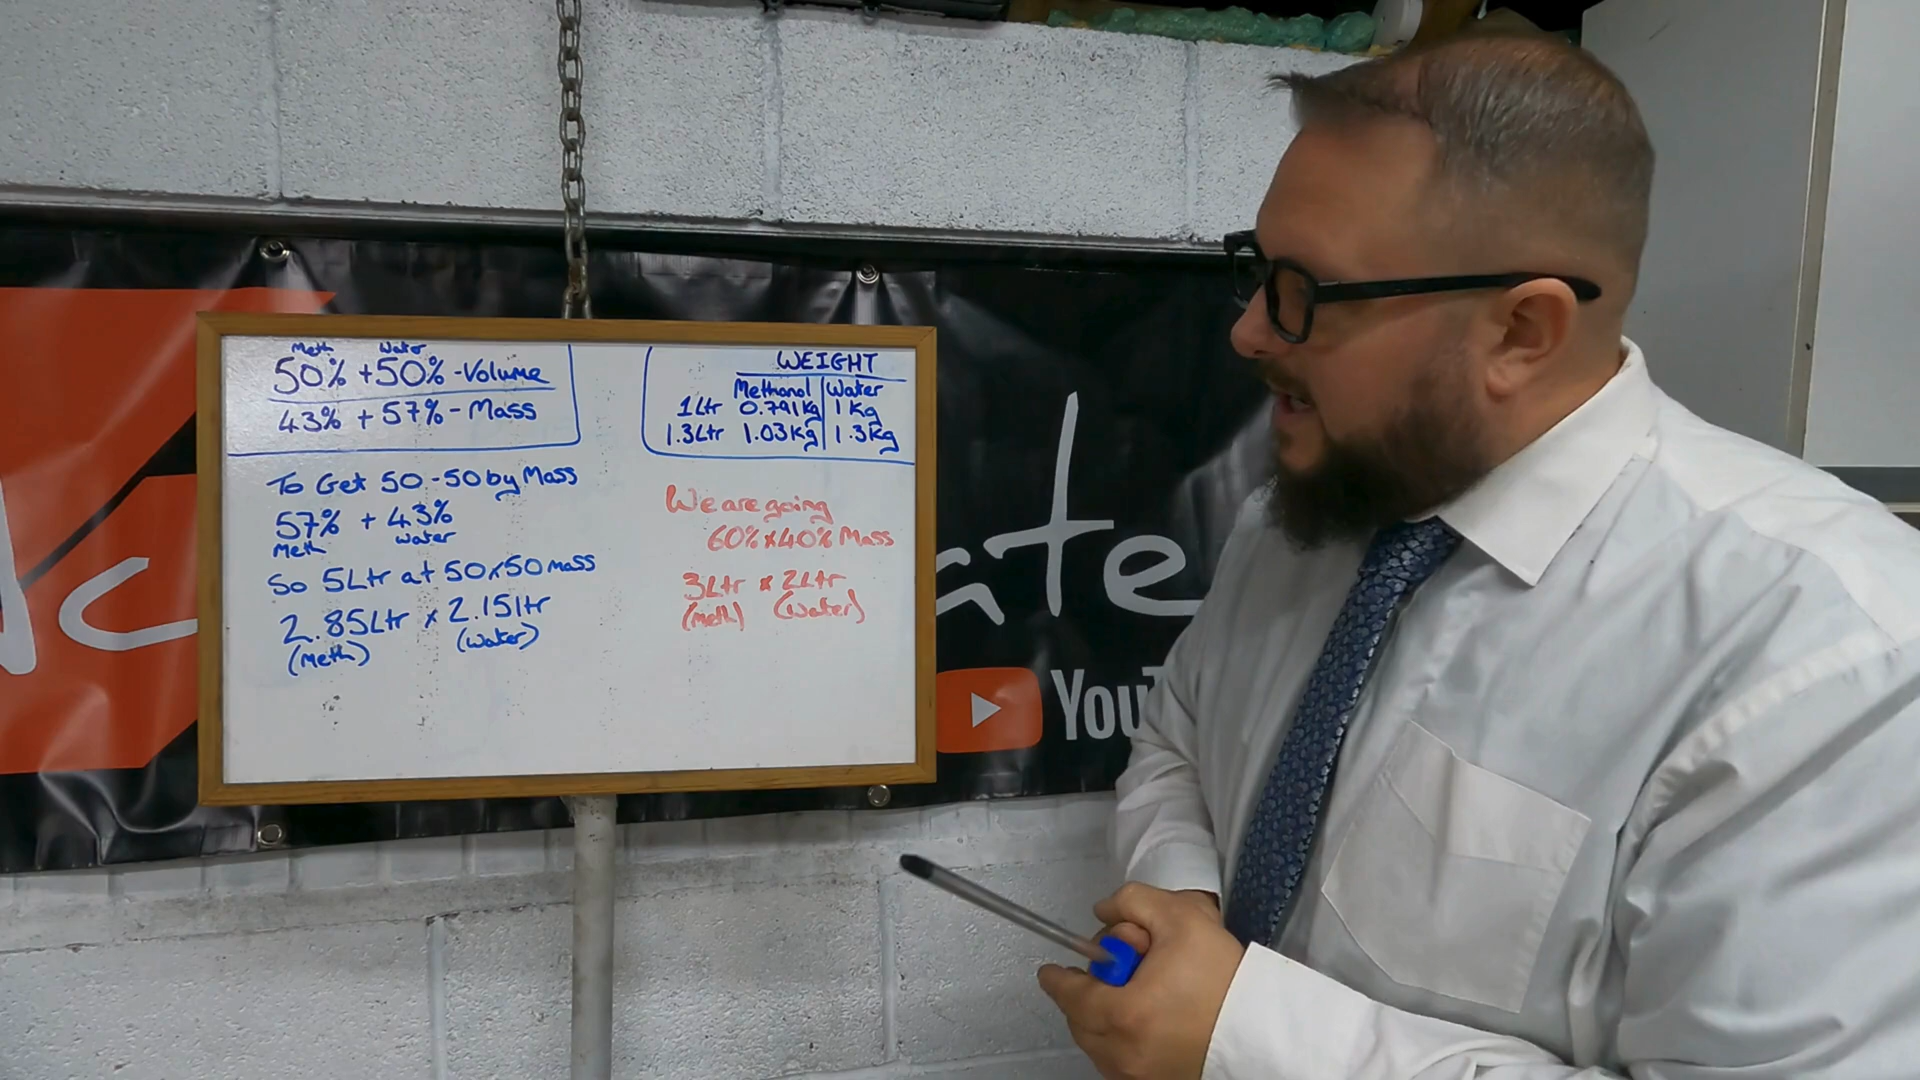 Meth Water
50% + 50% - Volume
43% + 57% - Mass
To Get 50-50 by Mass
57% + 43%
Meth water
So 5Ltr at 50x50 mass
2.85Ltr x 2.15ltr
(Meth) (water)
WEIGHT
Methanol Water
1Ltr 0.791Kg 1Kg
1.3Ltr 1.03Kg 1.3Kg
We are going
60% x 40% Mass
3Ltr x 2Ltr
(meth) (water)
ate
You